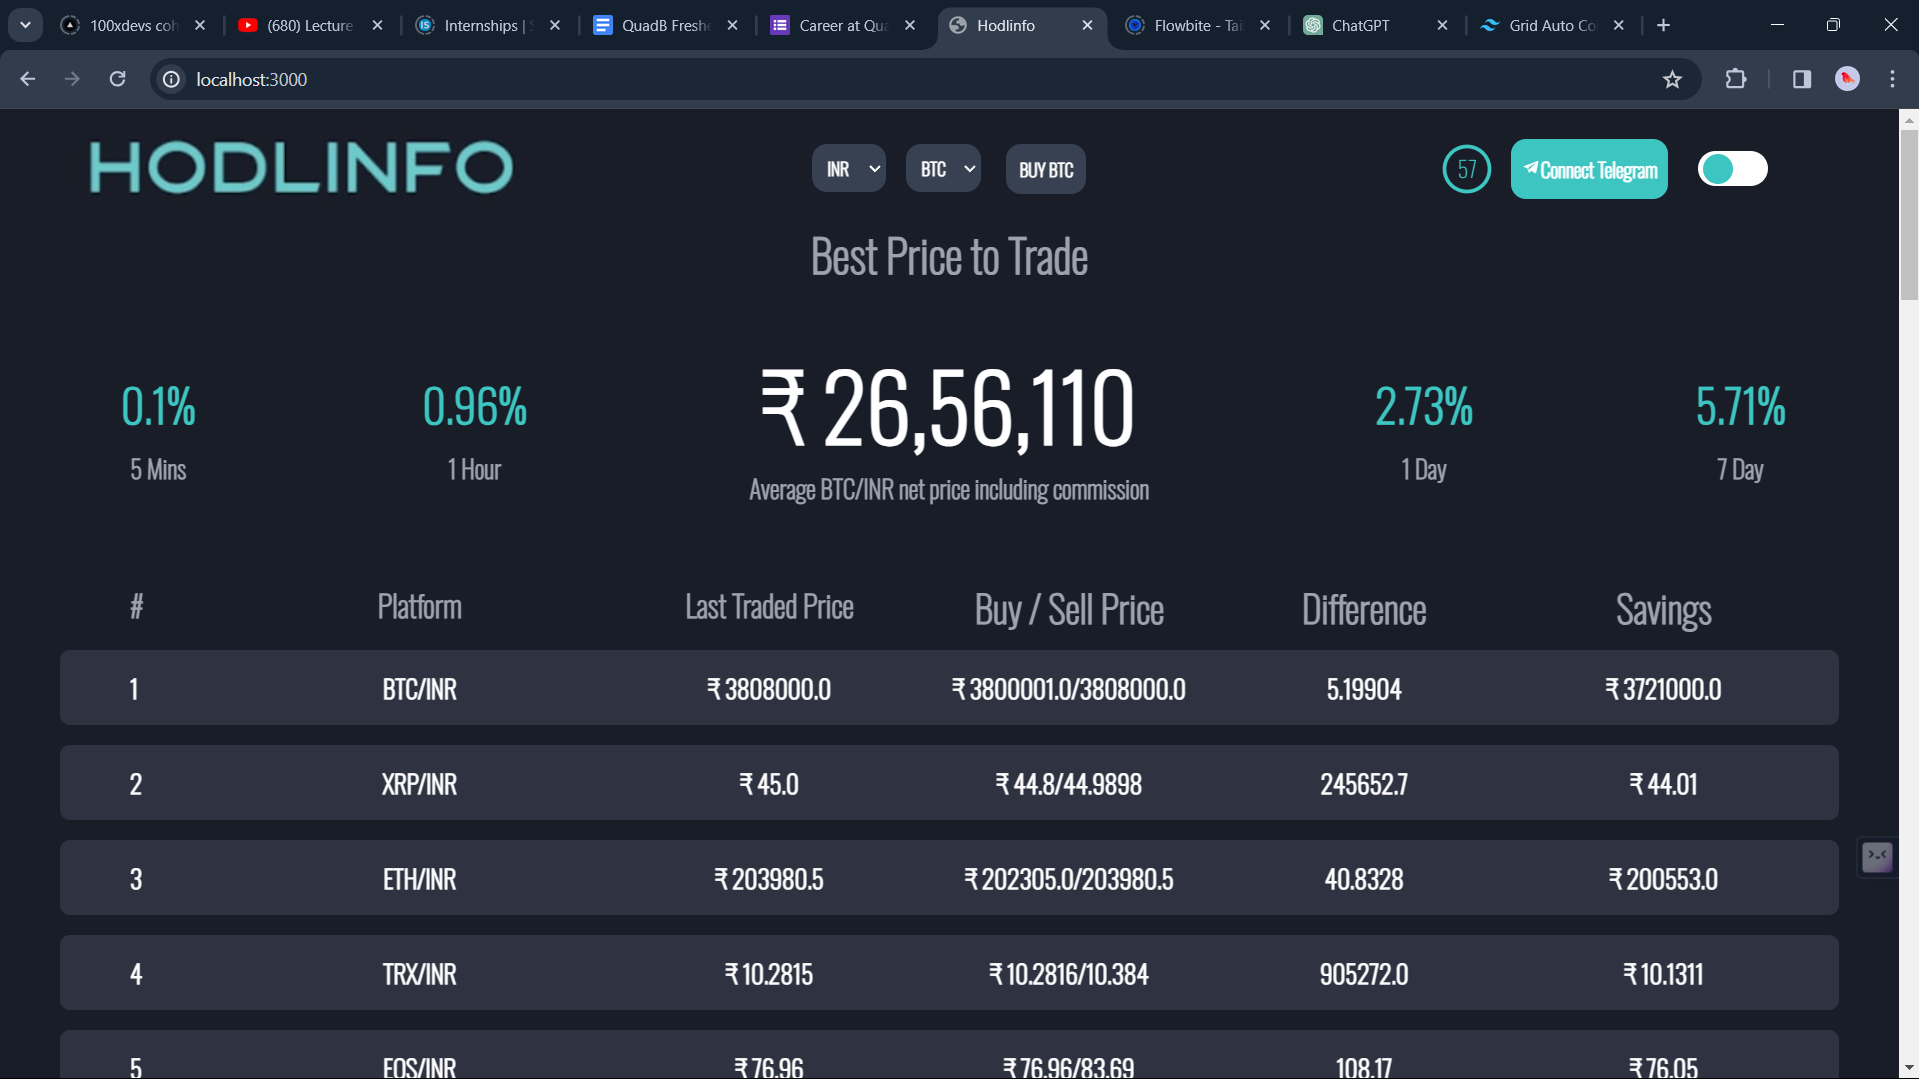 100xdevs coh
(680) Lecture
Internships | S
QuadB Freshe
Career at Qua
Hodlinfo
Flowbite - Tai
ChatGPT
Grid Auto Co
localhost:3000
HODLINFO
INR
BTC
BUY BTC
57
Connect Telegram
Best Price to Trade
0.1%
0.96%
₹ 26,56,110
2.73%
5.71%
5 Mins
1 Hour
Average BTC/INR net price including commission
1 Day
7 Day
# Platform Last Traded Price Buy / Sell Price Difference Savings
1 BTC/INR ₹ 3808000.0 ₹ 3800001.0/3808000.0 5.19904 ₹ 3721000.0
2 XRP/INR ₹ 45.0 ₹ 44.8/44.9898 245652.7 ₹ 44.01
3 ETH/INR ₹ 203980.5 ₹ 202305.0/203980.5 40.8328 ₹ 200553.0
4 TRX/INR ₹ 10.2815 ₹ 10.2816/10.384 905272.0 ₹ 10.1311
5 EOS/INR ₹ 76.96 ₹ 76.96/83.69 108.17 ₹ 76.05